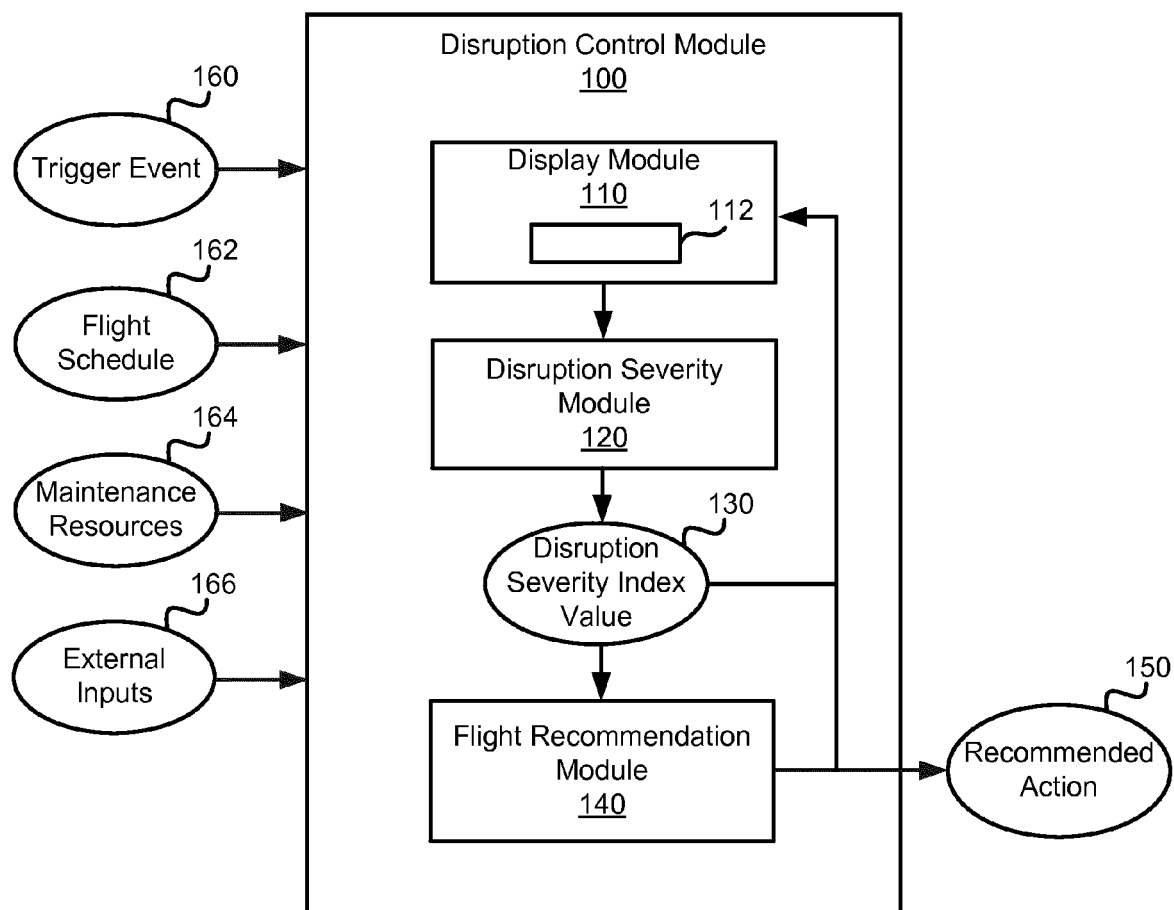 Disruption Control Module
100
160
Trigger Event
162
Flight
Schedule
164
Maintenance
Resources
166
External
Inputs
Display Module
110
112
Disruption Severity
Module
120
130
Disruption
Severity Index
Value
Flight Recommendation
Module
140
150
Recommended
Action